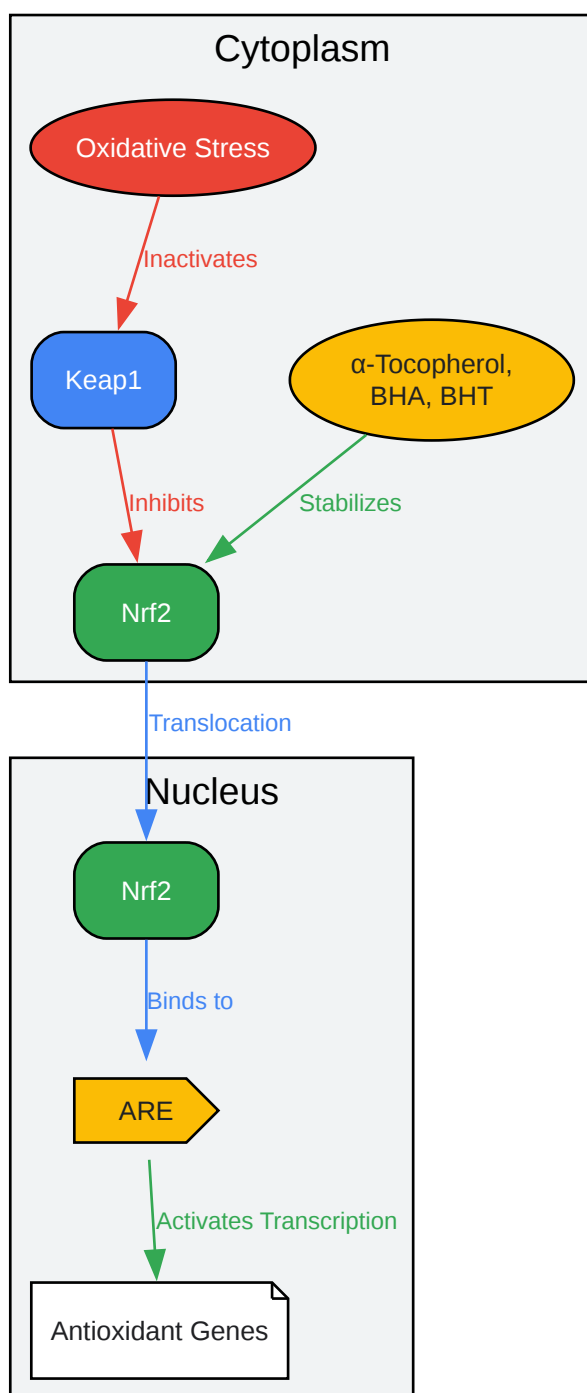 Cytoplasm
Oxidative Stress
Inactivates
Keap1
α-Tocopherol,
BHA, BHT
Inhibits
Stabilizes
Nrf2
Translocation
Nucleus
Nrf2
Binds to
ARE
Activates Transcription
Antioxidant Genes